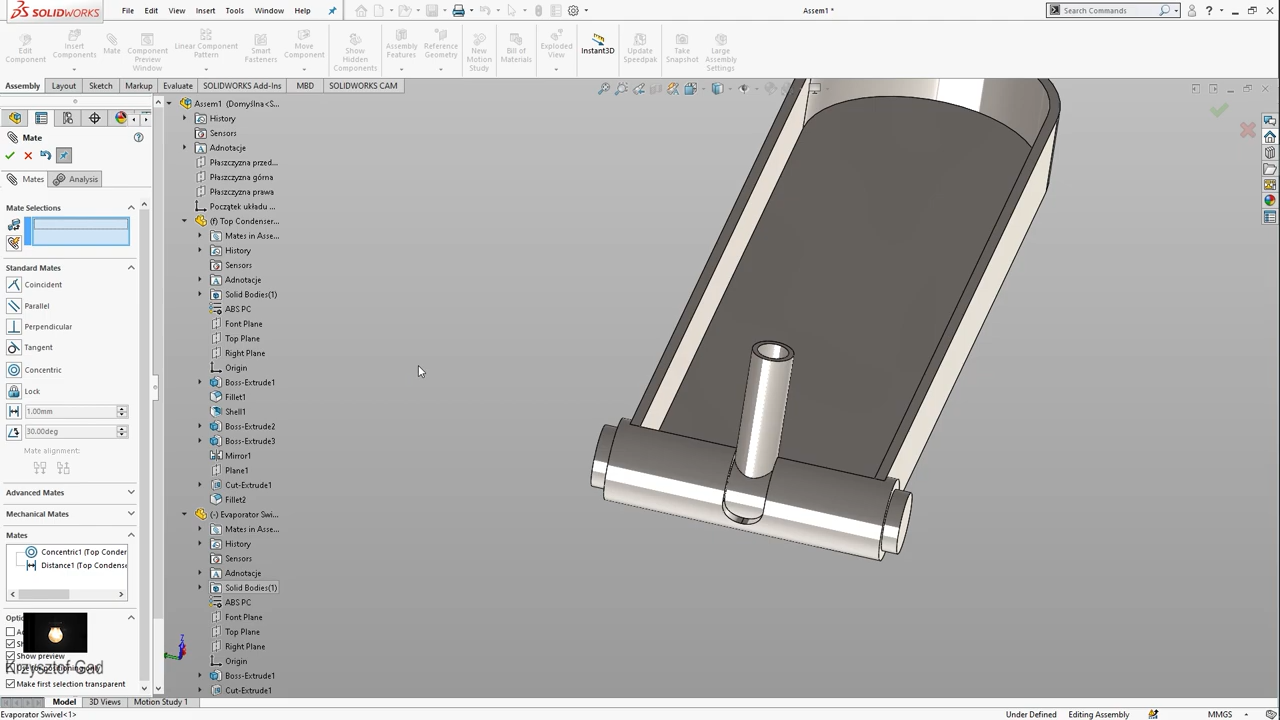 SOLIDWORKS
File Edit View Insert Tools Window Help
Assem1 *
Search Commands
Edit Component
Insert Components
Mate
Component Preview Window
Linear Component Pattern
Smart Fasteners
Move Component
Show Hidden Components
Assembly Features
Reference Geometry
New Motion Study
Bill of Materials
Exploded View
Instant3D
Update Speedpak
Take Snapshot
Large Assembly Settings
Assembly Layout Sketch Markup Evaluate SOLIDWORKS Add-Ins MBD SOLIDWORKS CAM
Mate
Mates Analysis
Mate Selections
Standard Mates
Coincident
Parallel
Perpendicular
Tangent
Concentric
Lock
1.00mm
30.00deg
Mate alignment:
Advanced Mates
Mechanical Mates
Mates
Concentric1 (Top Conder
Distance1 (Top Condense
Show preview
Krzysztof Gad
Make first selection transparent
Assem1 (Domyślna<S...
History
Sensors
Adnotacje
Płaszczyzna przed...
Płaszczyzna górna
Płaszczyzna prawa
Początek układu ...
(f) Top Condenser...
Mates in Asse...
History
Sensors
Adnotacje
Solid Bodies(1)
ABS PC
Font Plane
Top Plane
Right Plane
Origin
Boss-Extrude1
Fillet1
Shell1
Boss-Extrude2
Boss-Extrude3
Mirror1
Plane1
Cut-Extrude1
Fillet2
(-) Evaporator Swi...
Mates in Asse...
History
Sensors
Adnotacje
Solid Bodies(1)
ABS PC
Font Plane
Top Plane
Right Plane
Origin
Boss-Extrude1
Cut-Extrude1
Model 3D Views Motion Study 1
Evaporator Swivel<1>
Under Defined Editing Assembly MMGS